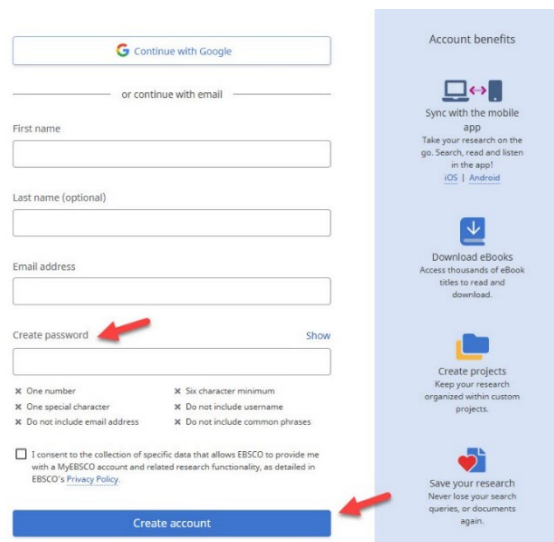 Continue with Google
or continue with email
First name
Last name (optional)
Email address
Create password
Show
One number
Six character minimum
One special character
Do not include username
Do not include email address
Do not include common phrases
I consent to the collection of specific data that allows EBSCO to provide me
with a MyEBSCO account and related research functionality, as detailed in
EBSCO's Privacy Policy.
Create account
Account benefits
Sync with the mobile
app
Take your research on the
go. Search, read and listen
in the app!
iOS | Android
Download eBooks
Access thousands of eBook
titles to read and
download.
Create projects
Keep your research
organized within custom
projects.
Save your research
Never lose your search
queries, or documents
again.